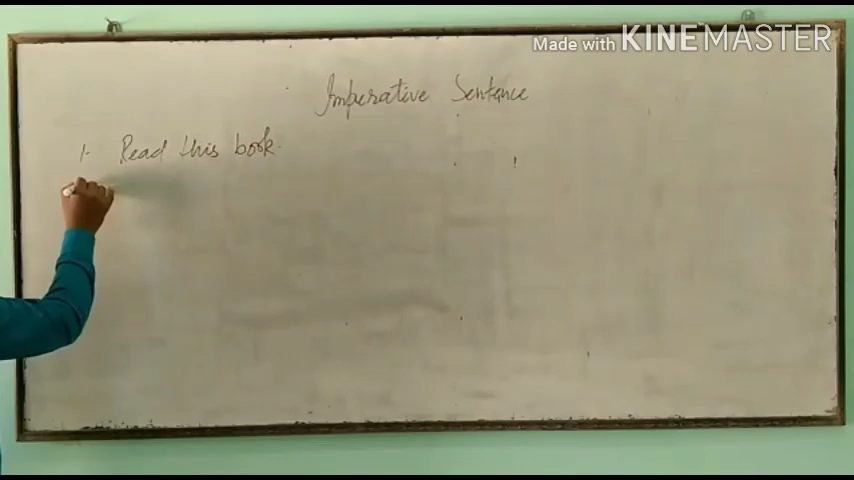 Made with KINEMASTER
Imperative Sentence
1. Read this book.